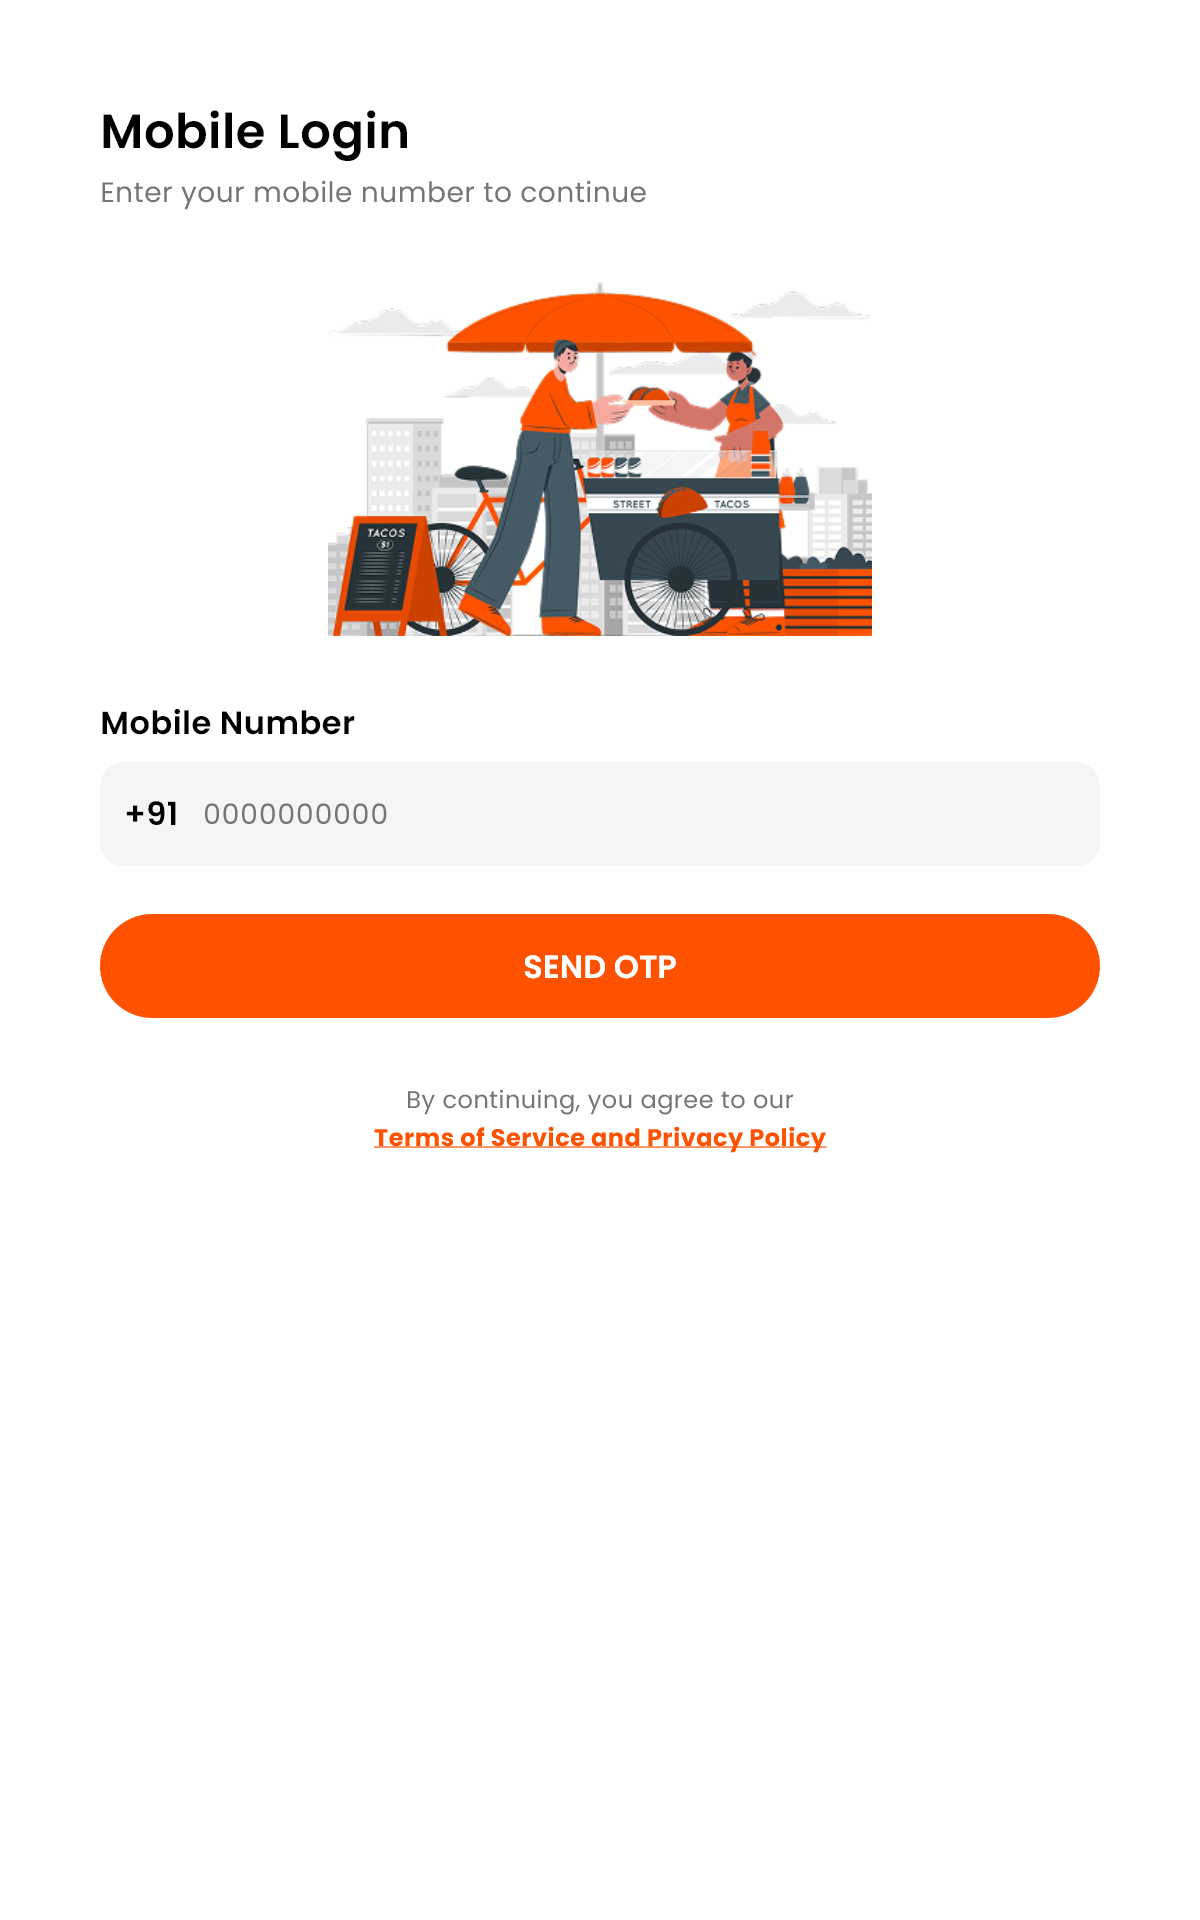 Mobile Login
Enter your mobile number to continue
TACOS
$1
STREET TACOS
Mobile Number
+91 0000000000
SEND OTP
By continuing, you agree to our
Terms of Service and Privacy Policy